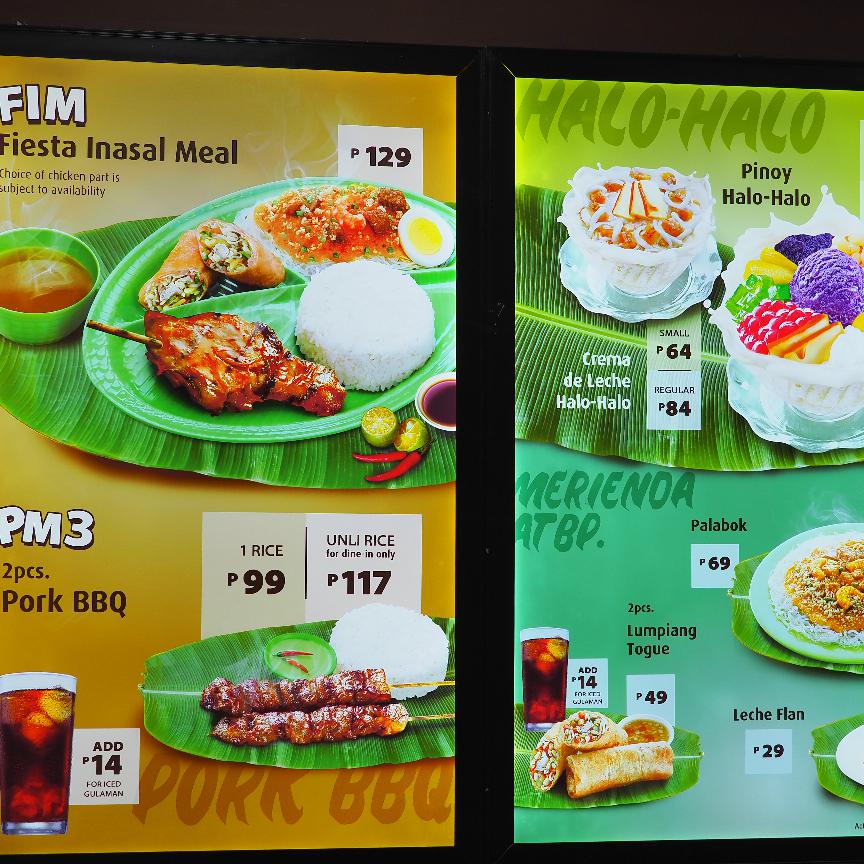 FIM
Fiesta Inasal Meal
Choice of chicken part is
subject to availability
P 129
PM3
2pcs.
Pork BBQ
1 RICE
P 99
UNLI RICE
for dine-in only
P 117
ADD
P 14
FOR ICED
GULAMAN
PORK BBQ
HALO-HALO
Pinoy
Halo-Halo
Crema
de Leche
Halo-Halo
SMALL
P 64
REGULAR
P 84
MERIENDA
ATBP.
Palabok
P 69
2pcs.
Lumpiang
Togue
ADD
P 14
FOR ICED
GULAMAN
P 49
Leche Flan
P 29